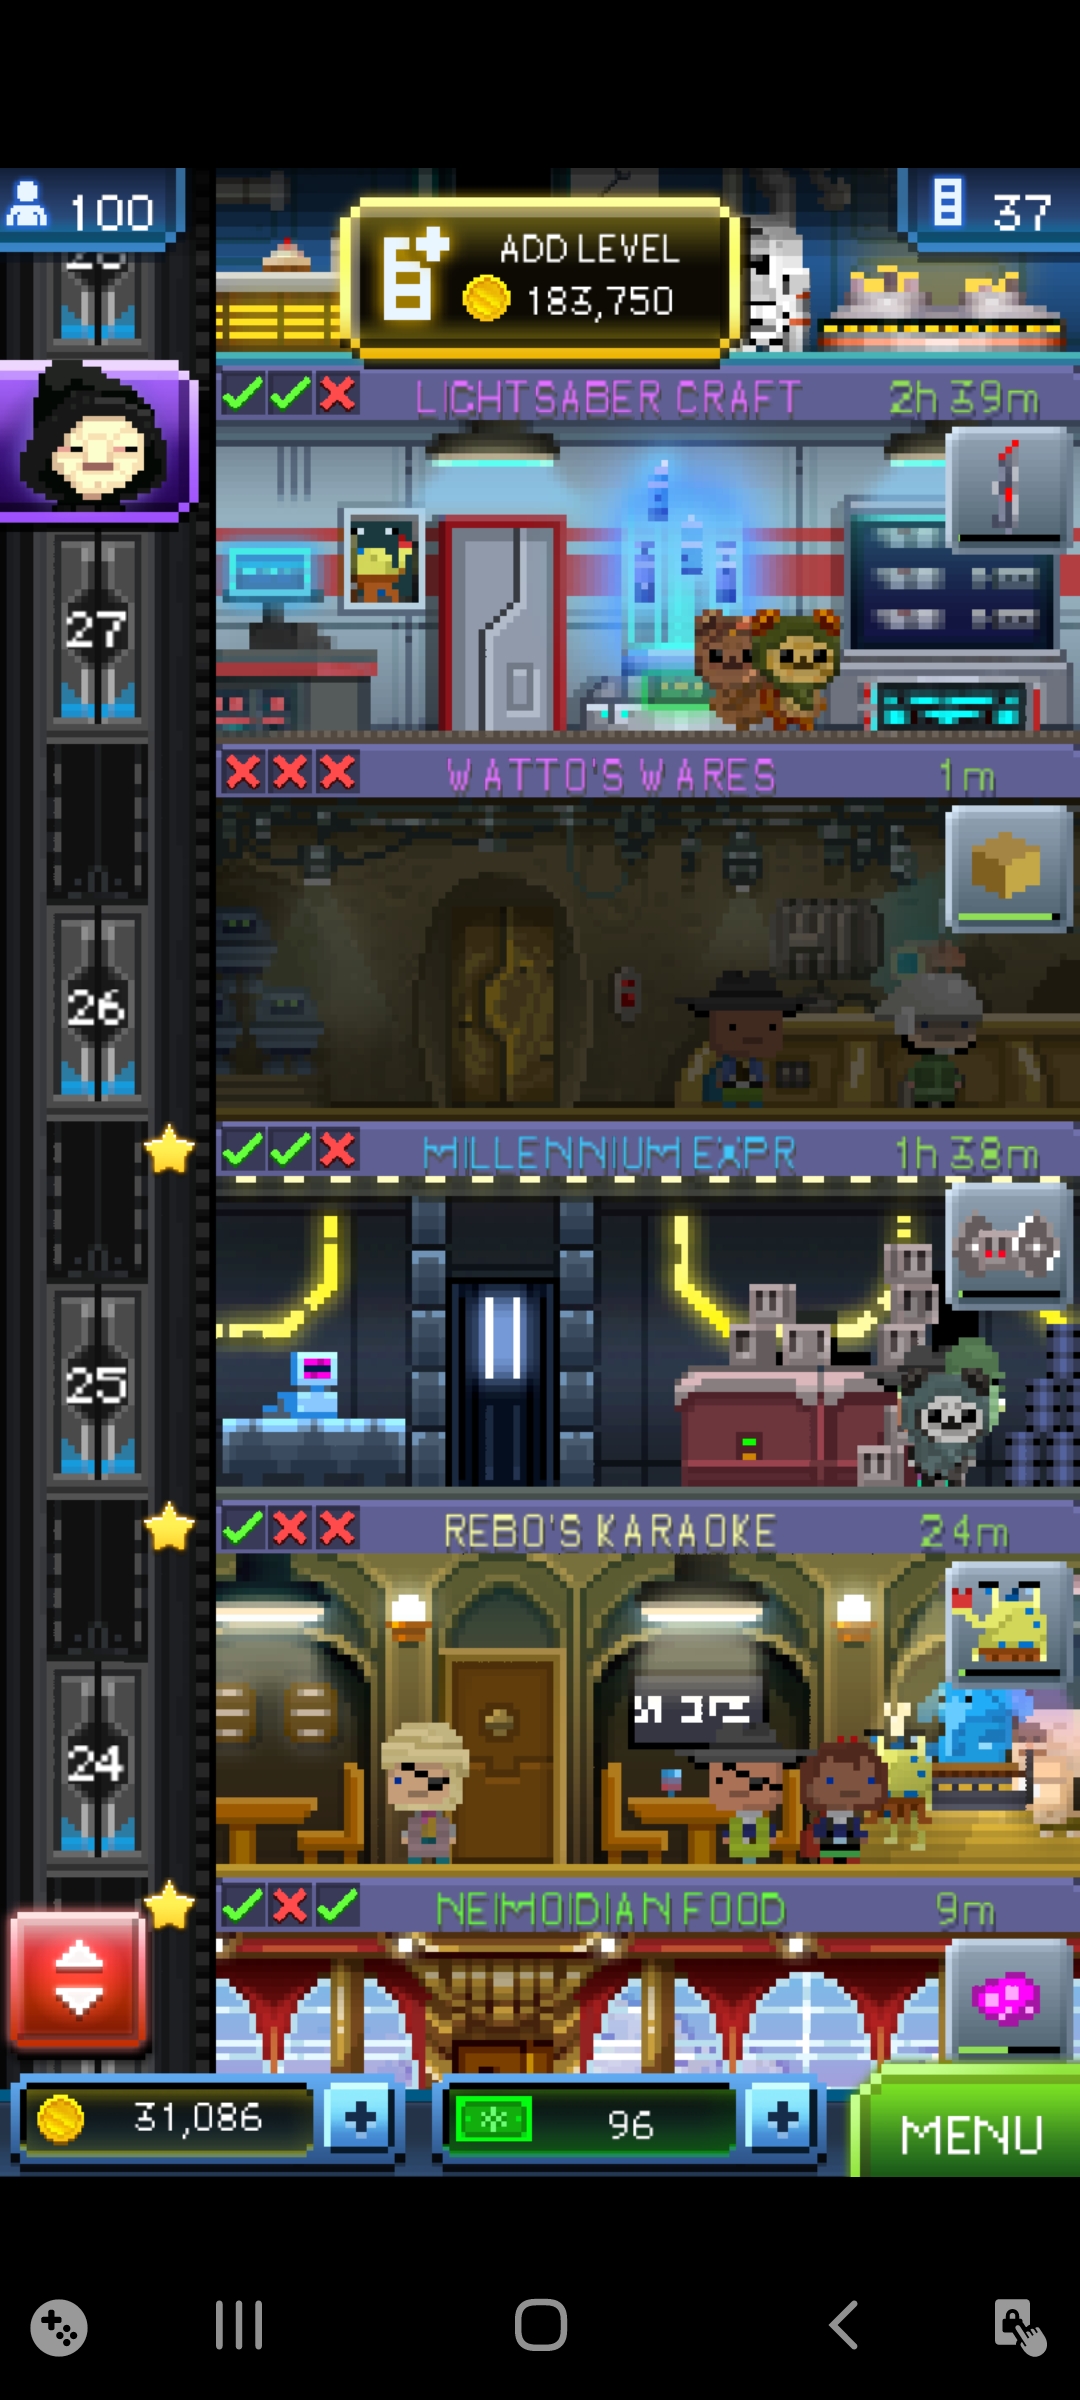 100
ADD LEVEL
183,750
37
LIGHTSABER CRAFT 2h 39m
27
WATTO'S WARES 1m
26
MILLENNIUM EXPR 1h 38m
25
REBO'S KARAOKE 24m
24
NEIMOIDIAN FOOD 9m
31,086
96
MENU